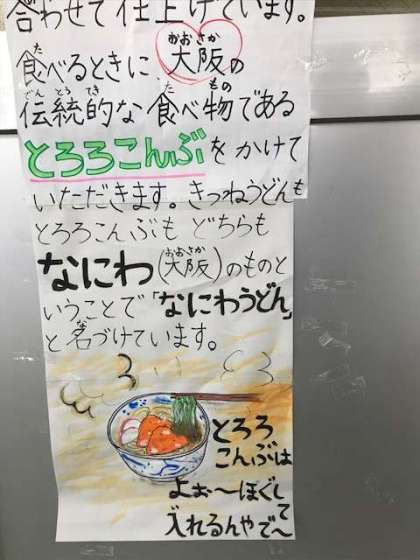 合わせて仕上げています。
食べるときに、大阪の
伝統的な食べ物である
とろろこんぶをかけて
いただきます。きつねうどんも
とろろこんぶも どちらも
なにわ(大阪)のものと
いうことで「なにわうどん」
と名づけています。
とろろ
こんぶは
よぉ〜ほぐして
入れるんやで〜